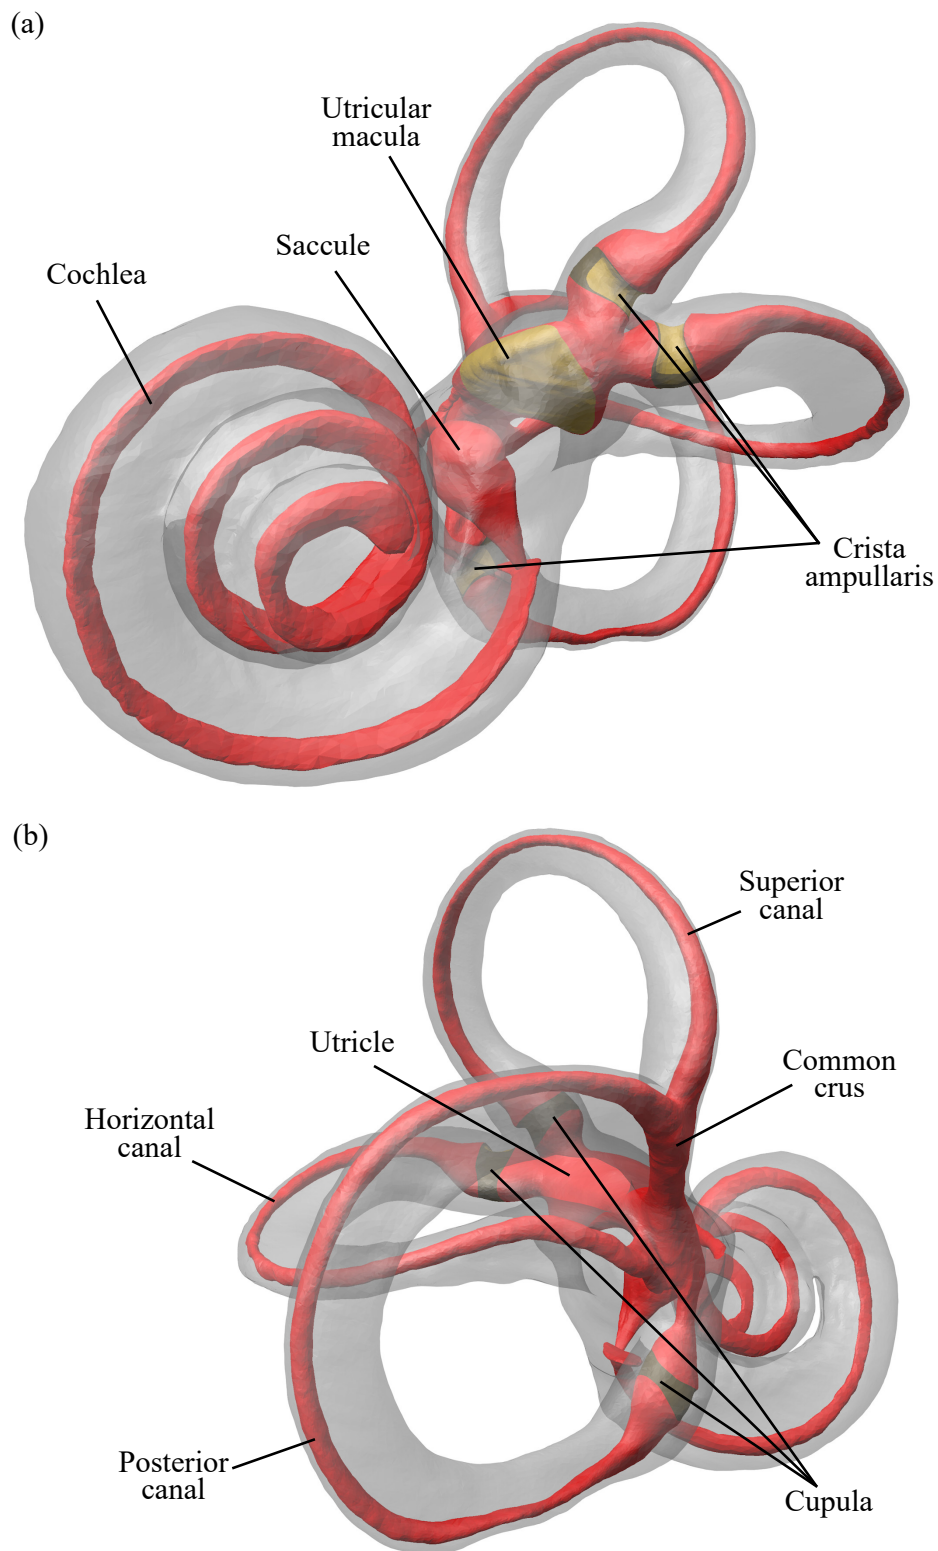 (a)
Utricular
macula
Saccule
Cochlea
Crista
ampullaris
(b)
Superior
canal
Utricle
Common
crus
Horizontal
canal
Posterior
canal
Cupula